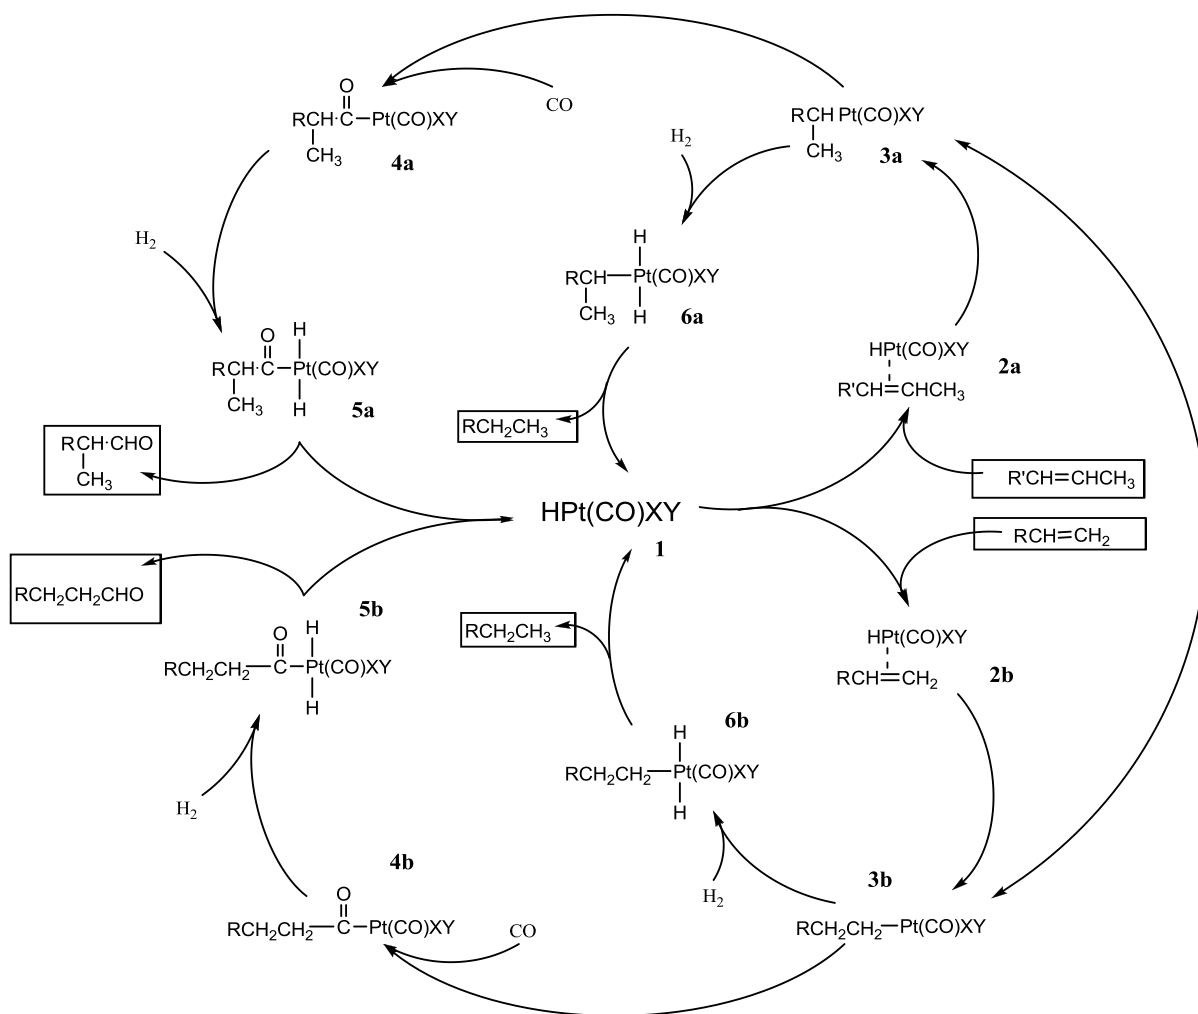 O
RCH·C–Pt(CO)XY
CH3
4a
CO
RCH Pt(CO)XY
CH3
3a
H2
H
RCH–Pt(CO)XY
CH3
H
6a
H2
O
H
RCH·C–Pt(CO)XY
CH3
H
5a
HPt(CO)XY
R'CH=CHCH3
2a
RCH·CHO
CH3
RCH2CH3
R'CH=CHCH3
HPt(CO)XY
1
RCH=CH2
RCH2CH2CHO
5b
O
H
RCH2CH2–C–Pt(CO)XY
H
RCH2CH3
HPt(CO)XY
RCH=CH2
2b
6b
H
RCH2CH2–Pt(CO)XY
H
H2
H2
4b
O
RCH2CH2–C–Pt(CO)XY
CO
3b
RCH2CH2–Pt(CO)XY